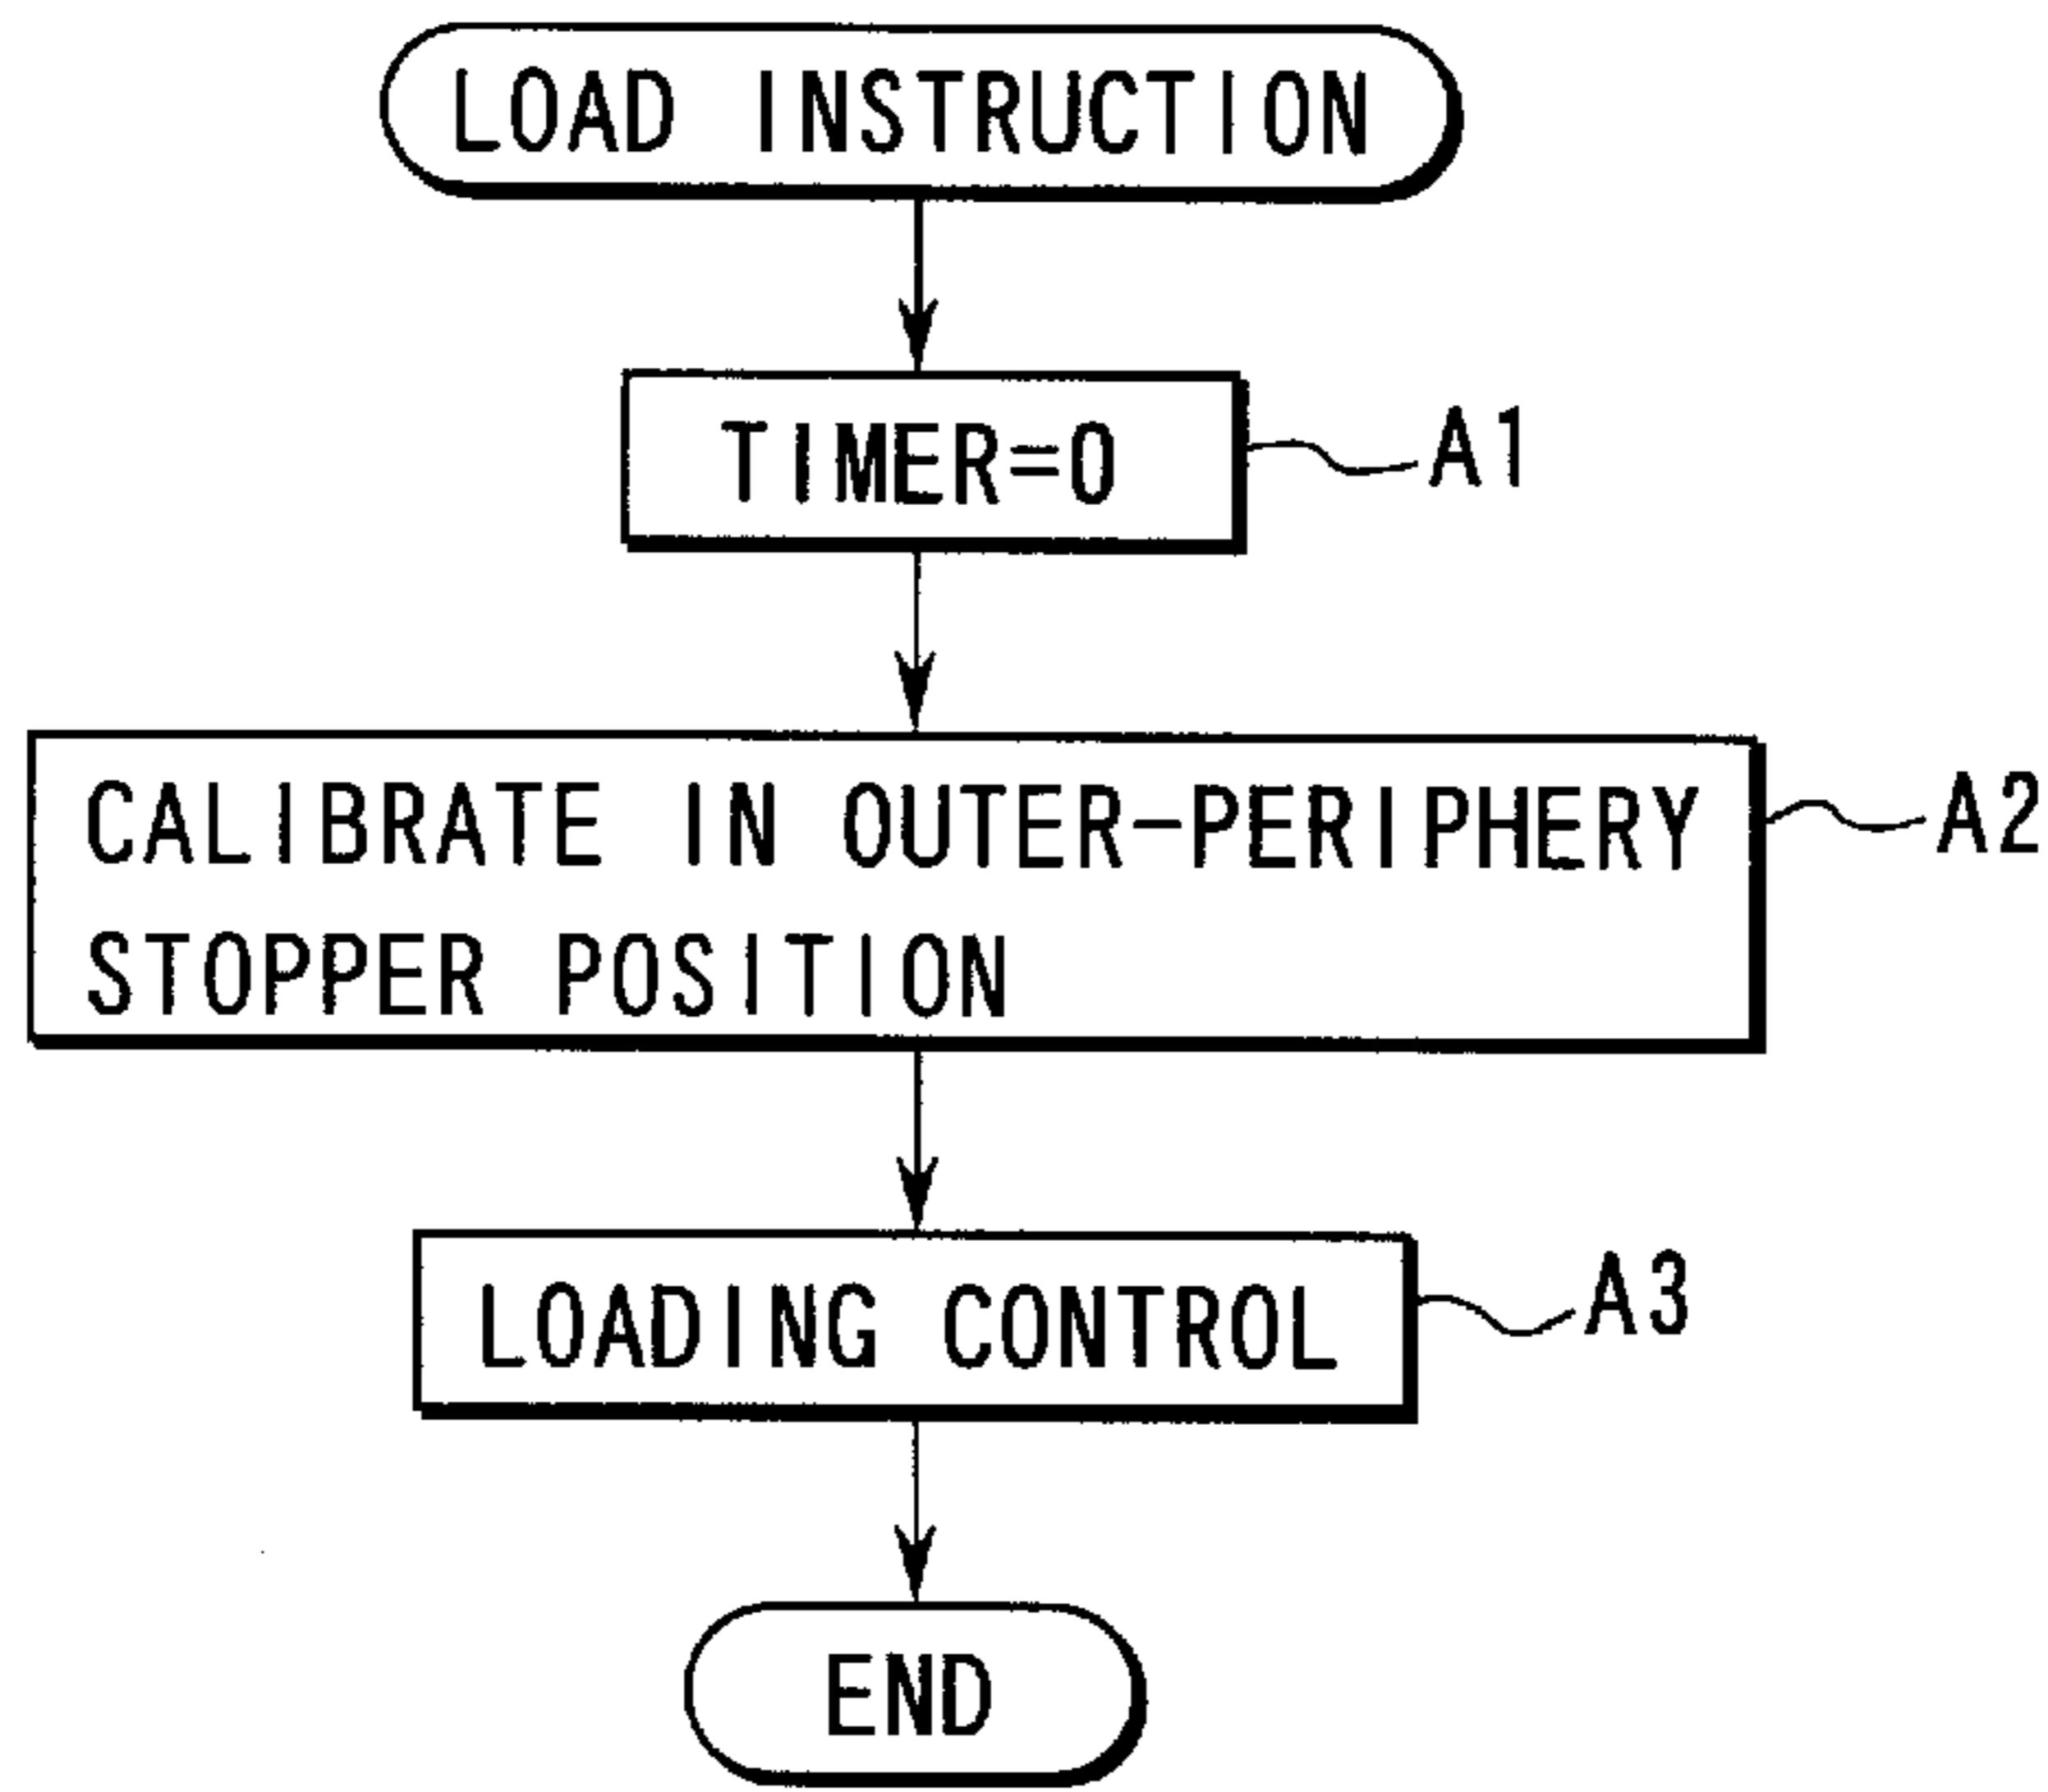 LOAD INSTRUCTION
TIMER=0
A1
CALIBRATE IN OUTER-PERIPHERY
A2
STOPPER POSITION
LOADING CONTROL
A3
END